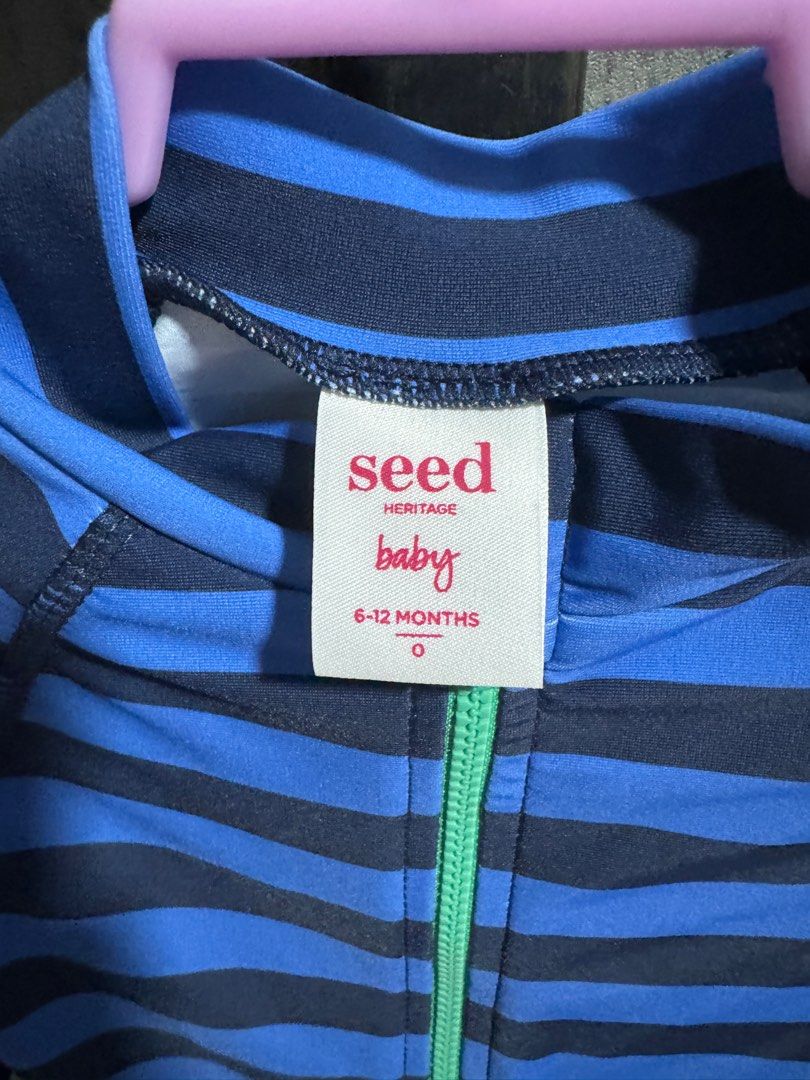 seed
HERITAGE
baby
6-12 MONTHS
0